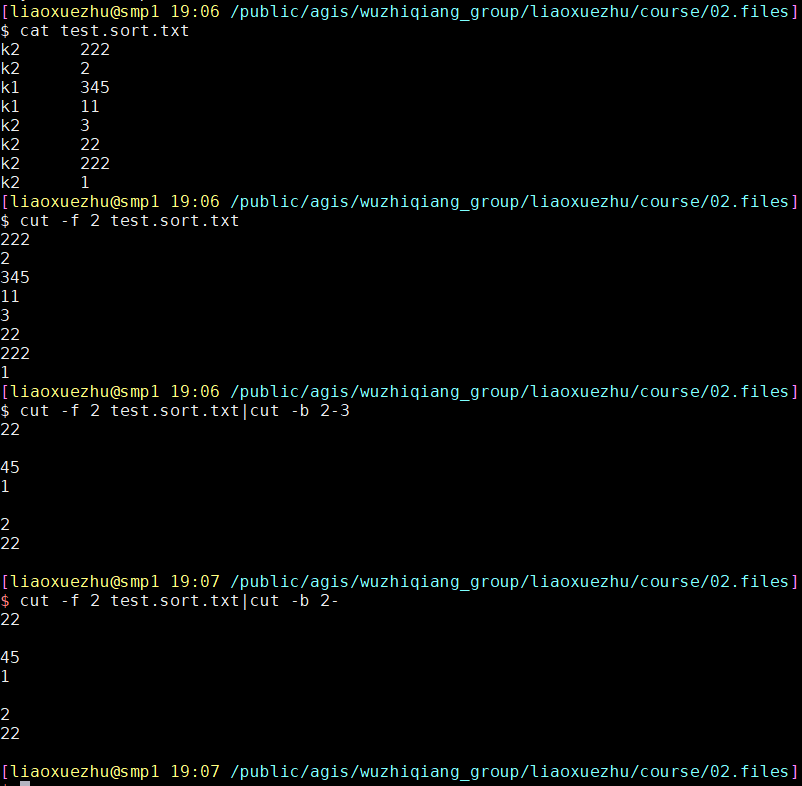 [liaoxuezhu@smp1 19:06 /public/agis/wuzhiqiang_group/liaoxuezhu/course/02.files]
$ cat test.sort.txt
k2      222
k2      2
k1      345
k1      11
k2      3
k2      22
k2      222
k2      1
[liaoxuezhu@smp1 19:06 /public/agis/wuzhiqiang_group/liaoxuezhu/course/02.files]
$ cut -f 2 test.sort.txt
222
2
345
11
3
22
222
1
[liaoxuezhu@smp1 19:06 /public/agis/wuzhiqiang_group/liaoxuezhu/course/02.files]
$ cut -f 2 test.sort.txt|cut -b 2-3
22

45
1

2
22

[liaoxuezhu@smp1 19:07 /public/agis/wuzhiqiang_group/liaoxuezhu/course/02.files]
$ cut -f 2 test.sort.txt|cut -b 2-
22

45
1

2
22

[liaoxuezhu@smp1 19:07 /public/agis/wuzhiqiang_group/liaoxuezhu/course/02.files]